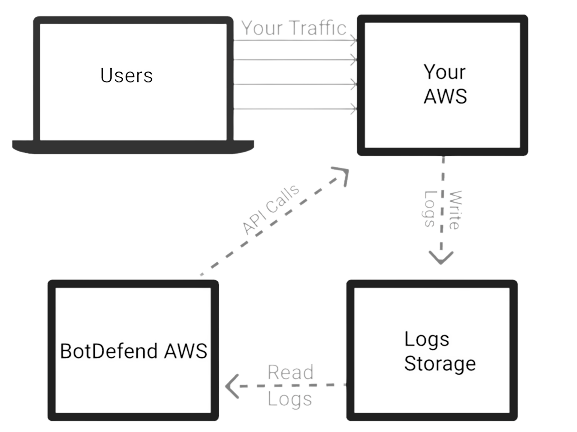 Your Traffic
Users
Your
AWS
Write
Logs
API Calls
BotDefend AWS
Read
Logs
Logs
Storage